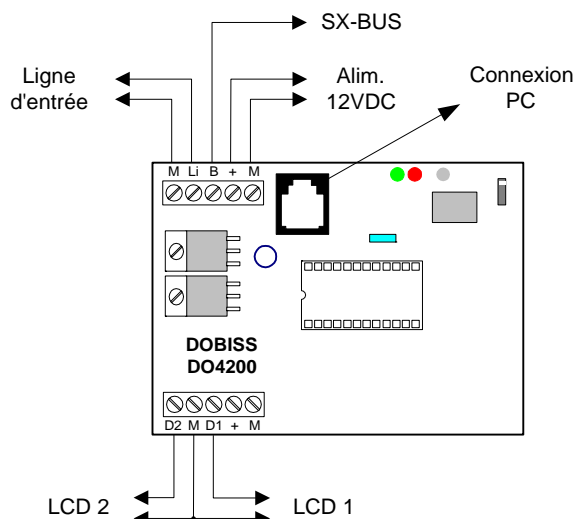 SX-BUS
Ligne
d'entrée
Alim.
12VDC
Connexion
PC
M Li B + M
DOBISS
DO4200
D2 M D1 + M
LCD 2
LCD 1